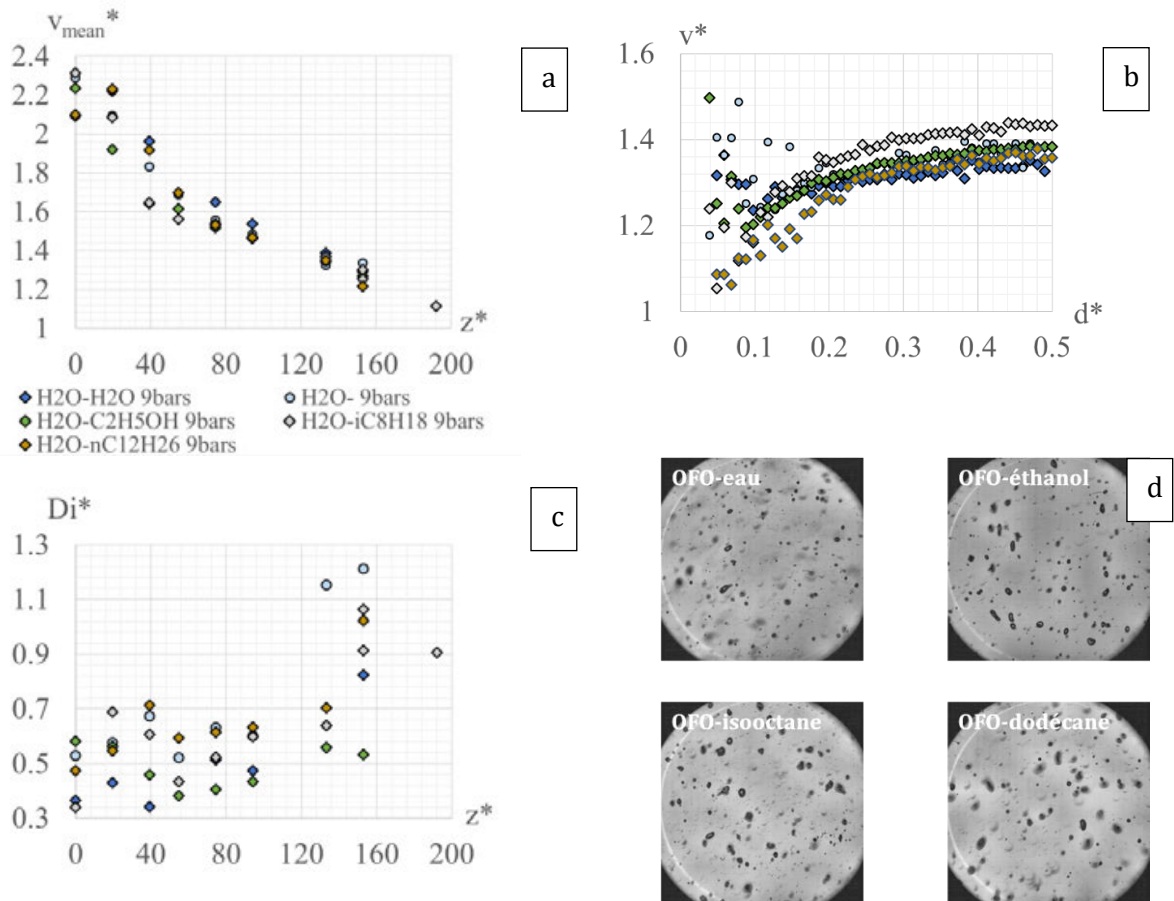 v_mean*
2.4
2.2
2
1.8
1.6
1.4
1.2
1
0 40 80 120 160 200
z*
a
H2O-H2O 9bars H2O- 9bars
H2O-C2H5OH 9bars H2O-iC8H18 9bars
H2O-nC12H26 9bars
v*
1.6
1.4
1.2
1
0 0.1 0.2 0.3 0.4 0.5
d*
b
Di*
1.3
1.1
0.9
0.7
0.5
0.3
0 40 80 120 160 200
z*
c
OFO-eau
OFO-éthanol
d
OFO-isooctane
OFO-dodécane